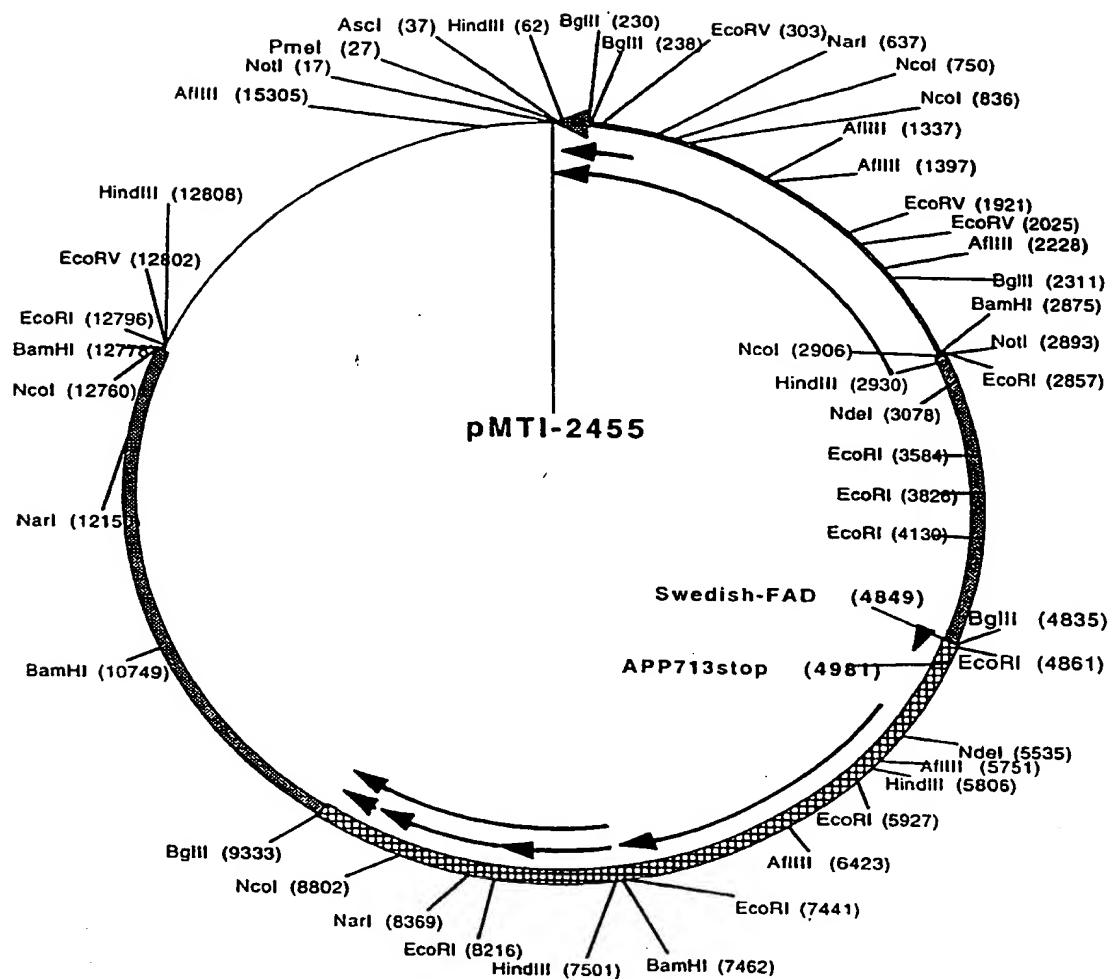 AscI (37)
HindIII (62)
BglII (230)
BglII (238)
EcoRV (303)
NarI (637)
NcoI (750)
NcoI (836)
AflIII (1337)
AflIII (1397)
EcoRV (1921)
EcoRV (2025)
AflIII (2228)
BglII (2311)
BamHI (2875)
NotI (2893)
EcoRI (2857)
NcoI (2906)
HindIII (2930)
NdeI (3078)
EcoRI (3584)
EcoRI (3826)
EcoRI (4130)
Swedish-FAD (4849)
BglII (4835)
EcoRI (4861)
APP713stop (4981)
NdeI (5535)
AflIII (5751)
HindIII (5806)
EcoRI (5927)
AflIII (6423)
EcoRI (7441)
BamHI (7462)
HindIII (7501)
EcoRI (8216)
NarI (8369)
NcoI (8802)
BglII (9333)
BamHI (10749)
NarI (1215
NcoI (12760)
BamHI (12778
EcoRI (12796)
EcoRV (12802)
HindIII (12808)
AflIII (15305)
NotI (17)
PmeI (27)
pMTI-2455